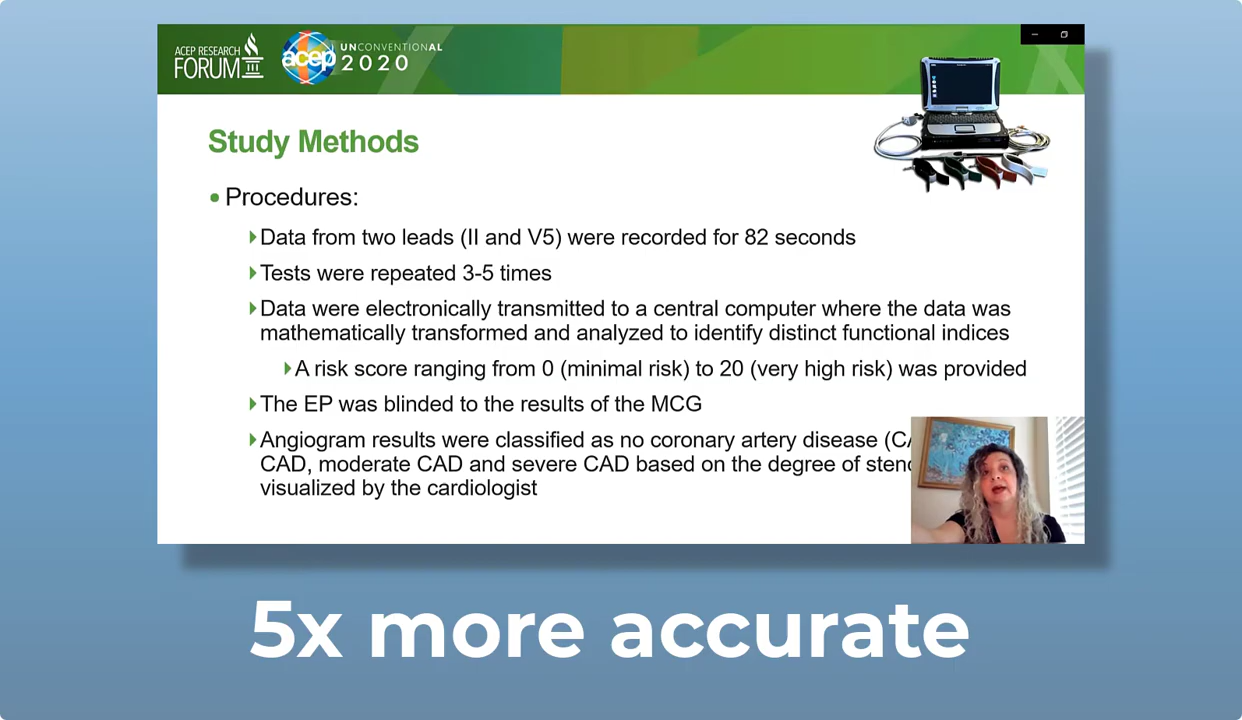 ACEP RESEARCH
FORUM
acep
UNCONVENTIONAL
2020
Study Methods
• Procedures:
Data from two leads (II and V5) were recorded for 82 seconds
Tests were repeated 3-5 times
Data were electronically transmitted to a central computer where the data was
mathematically transformed and analyzed to identify distinct functional indices
A risk score ranging from 0 (minimal risk) to 20 (very high risk) was provided
The EP was blinded to the results of the MCG
Angiogram results were classified as no coronary artery disease
CAD, moderate CAD and severe CAD based on the degree of
visualized by the cardiologist
5x more accurate